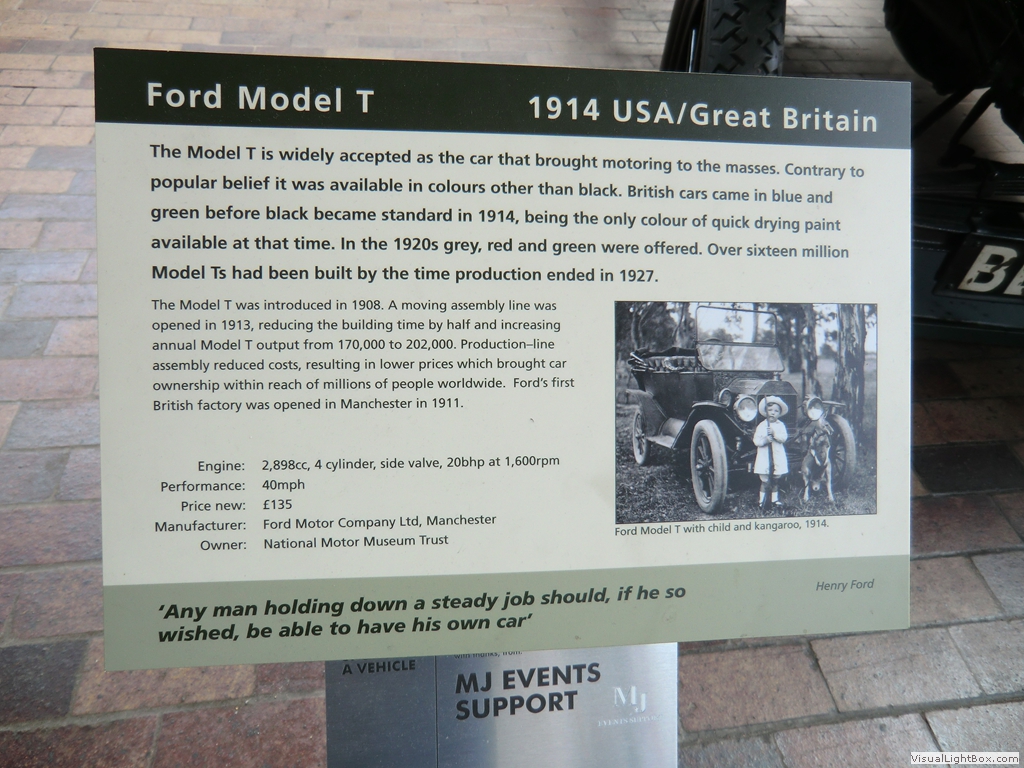 Ford Model T
1914 USA/Great Britain
The Model T is widely accepted as the car that brought motoring to the masses. Contrary to
popular belief it was available in colours other than black. British cars came in blue and
green before black became standard in 1914, being the only colour of quick drying paint
available at that time. In the 1920s grey, red and green were offered. Over sixteen million
Model Ts had been built by the time production ended in 1927.
The Model T was introduced in 1908. A moving assembly line was
opened in 1913, reducing the building time by half and increasing
annual Model T output from 170,000 to 202,000. Production–line
assembly reduced costs, resulting in lower prices which brought car
ownership within reach of millions of people worldwide. Ford's first
British factory was opened in Manchester in 1911.
Engine: 2,898cc, 4 cylinder, side valve, 20bhp at 1,600rpm
Performance: 40mph
Price new: £135
Manufacturer: Ford Motor Company Ltd, Manchester
Owner: National Motor Museum Trust
Ford Model T with child and kangaroo, 1914.
'Any man holding down a steady job should, if he so
wished, be able to have his own car'
Henry Ford
A VEHICLE
with thanks, from:
MJ EVENTS
SUPPORT
MJ
VisualLightBox.com